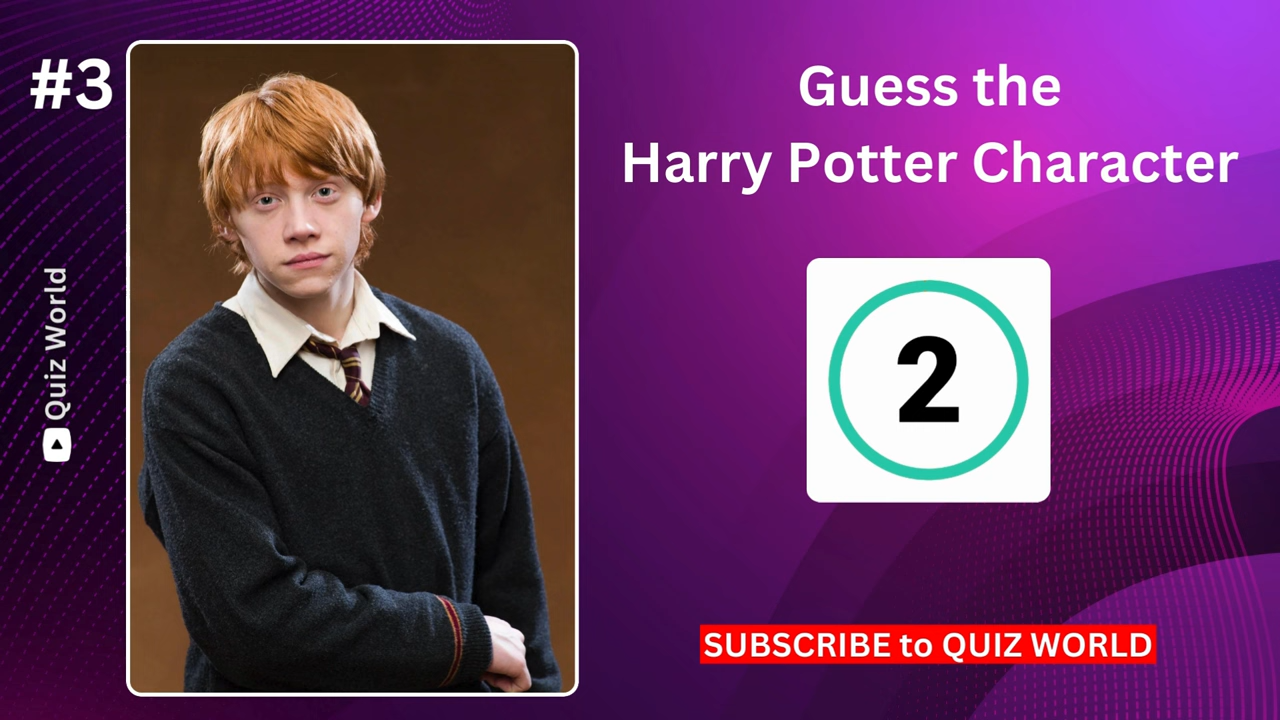 #3
Quiz World
Guess the
Harry Potter Character
2
SUBSCRIBE to QUIZ WORLD